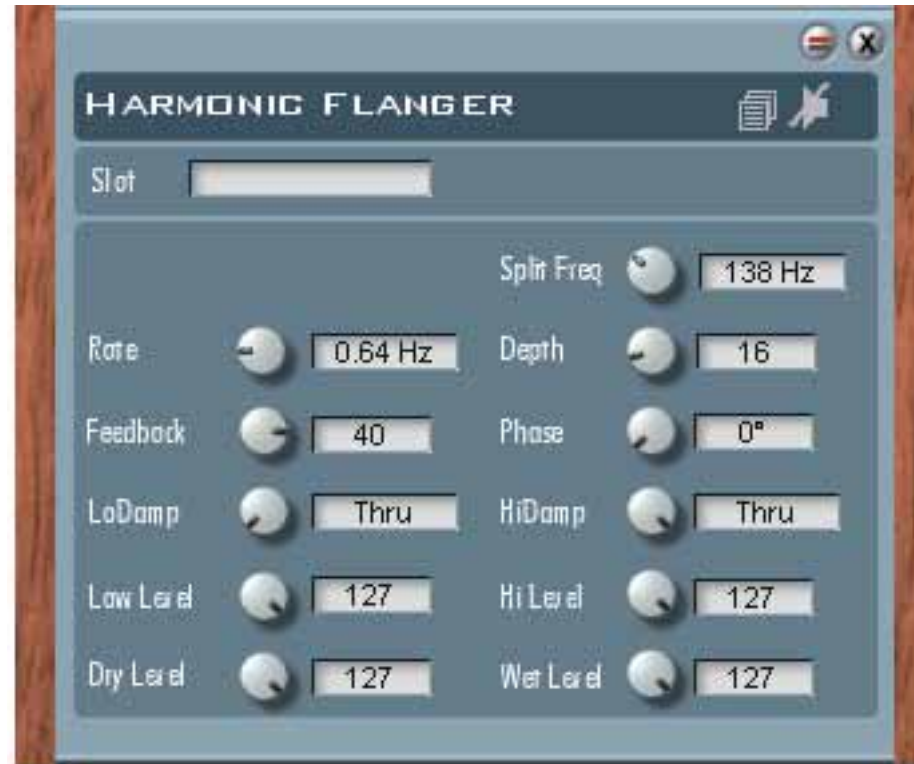 HARMONIC FLANGER
Slot
Split Freq 138 Hz
Rate 0.64 Hz Depth 16
Feedback 40 Phase 0°
LoDamp Thru HiDamp Thru
Low Level 127 Hi Level 127
Dry Level 127 Wet Level 127